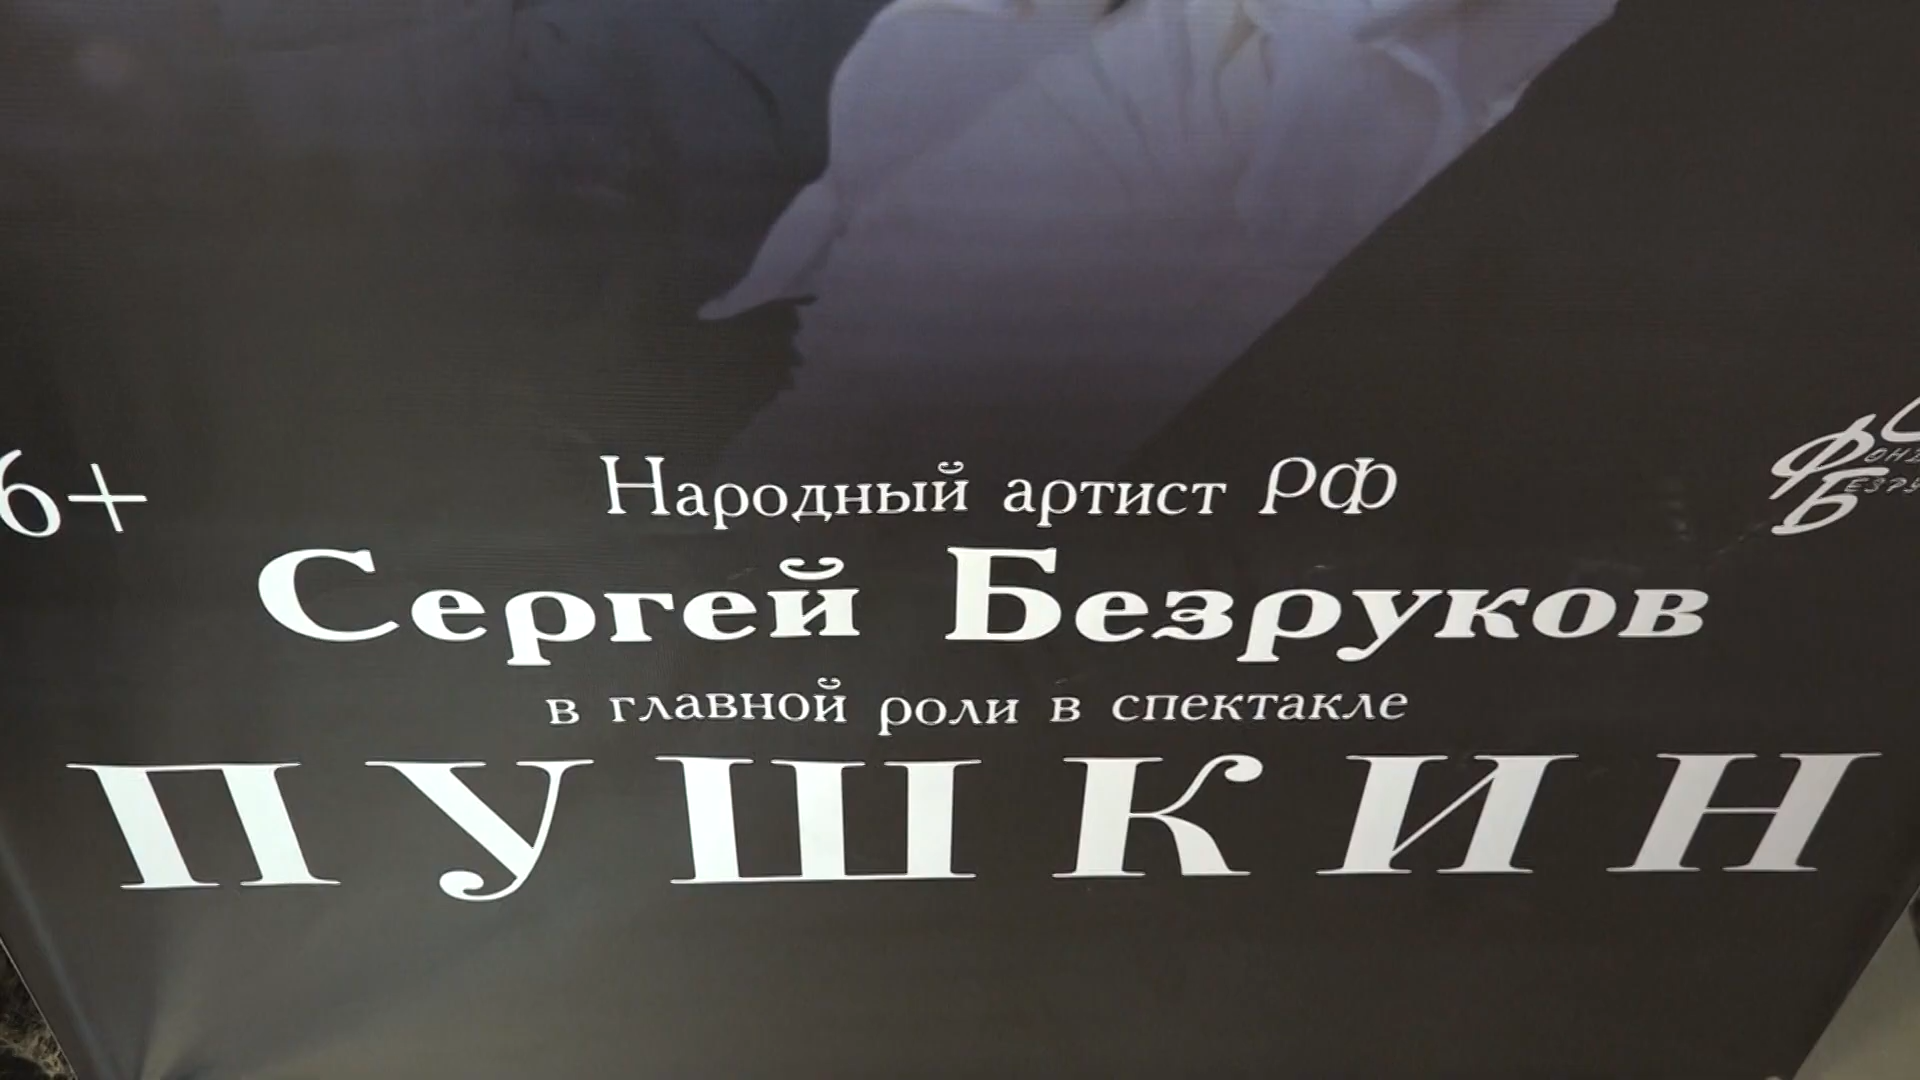 6+
Народный артист РФ
Сергей Безруков
в главной роли в спектакле
ПУШКИН